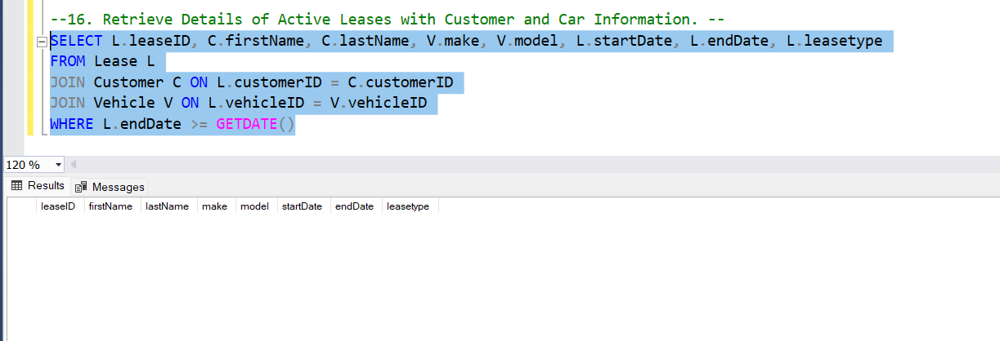 --16. Retrieve Details of Active Leases with Customer and Car Information. --
SELECT L.leaseID, C.firstName, C.lastName, V.make, V.model, L.startDate, L.endDate, L.leasetype
FROM Lease L
JOIN Customer C ON L.customerID = C.customerID
JOIN Vehicle V ON L.vehicleID = V.vehicleID
WHERE L.endDate >= GETDATE()
120 %
Results Messages
leaseID firstName lastName make model startDate endDate leasetype